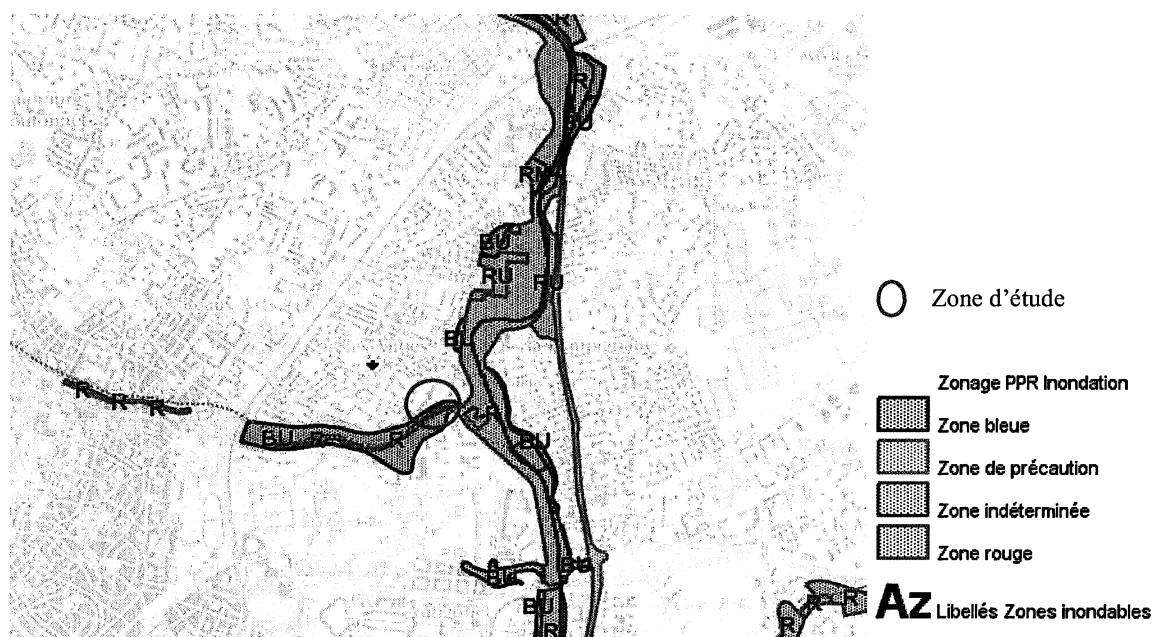 R
R
BU
RU
BU
RU
RU
BU
R
R
R
R
BU
R
BU
BU
BU
R
R
R
R
Zone d'étude
Zonage PPR Inondation
Zone bleue
Zone de précaution
Zone indéterminée
Zone rouge
Az Libellés Zones inondables